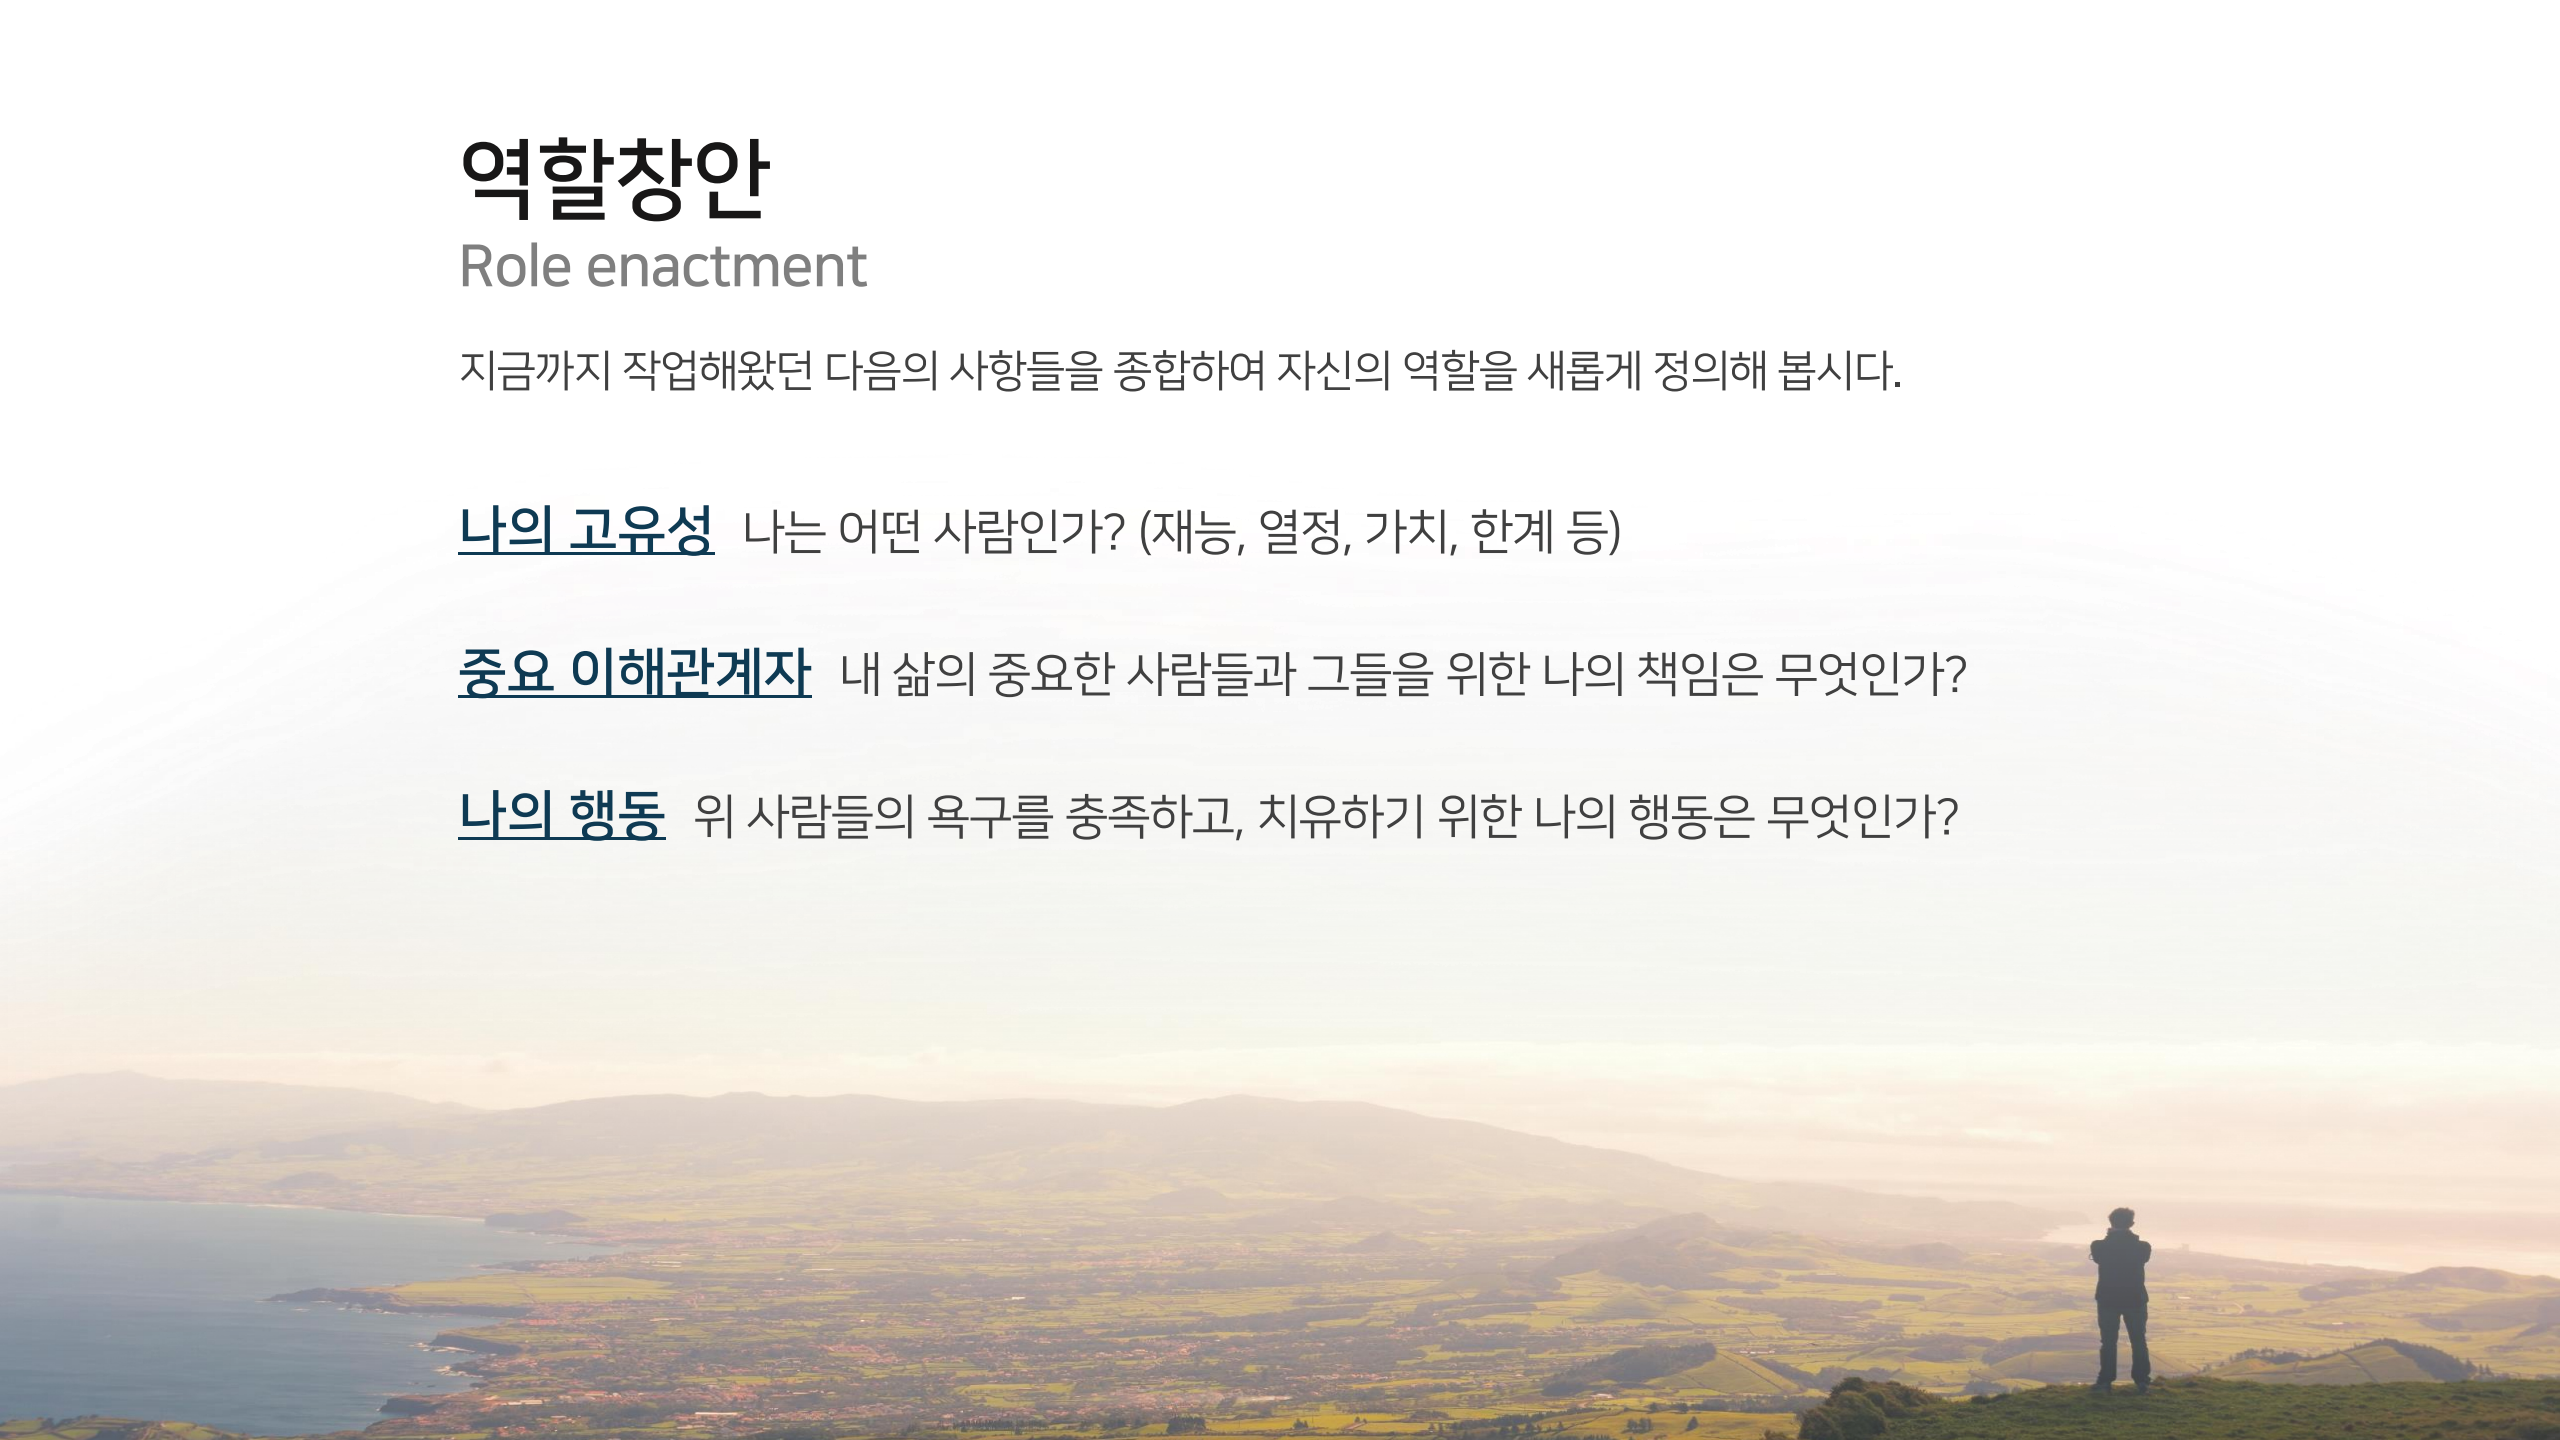 역할창안
Role enactment
지금까지 작업해왔던 다음의 사항들을 종합하여 자신의 역할을 새롭게 정의해 봅시다.
나의 고유성 나는 어떤 사람인가? (재능, 열정, 가치, 한계 등)
중요 이해관계자 내 삶의 중요한 사람들과 그들을 위한 나의 책임은 무엇인가?
나의 행동 위 사람들의 욕구를 충족하고, 치유하기 위한 나의 행동은 무엇인가?